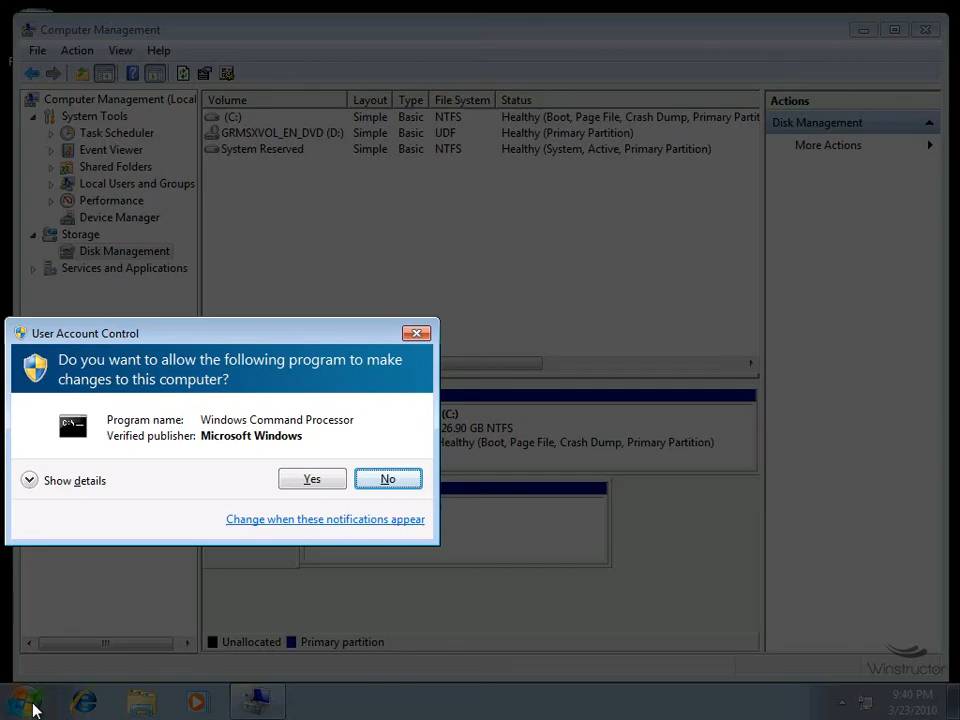 Computer Management
File Action View Help
Computer Management (Local
System Tools
Task Scheduler
Event Viewer
Shared Folders
Local Users and Groups
Performance
Device Manager
Storage
Disk Management
Services and Applications
Volume Layout Type File System Status
(C:) Simple Basic NTFS Healthy (Boot, Page File, Crash Dump, Primary Partit
GRMSXVOL_EN_DVD (D:) Simple Basic UDF Healthy (Primary Partition)
System Reserved Simple Basic NTFS Healthy (System, Active, Primary Partition)
Actions
Disk Management
More Actions
User Account Control
Do you want to allow the following program to make
changes to this computer?
C:\
Program name: Windows Command Processor
Verified publisher: Microsoft Windows
Show details
Yes
No
Change when these notifications appear
(C:)
26.90 GB NTFS
Healthy (Boot, Page File, Crash Dump, Primary Partition)
Unallocated
Primary partition
Winstructor
9:40 PM
3/23/2010